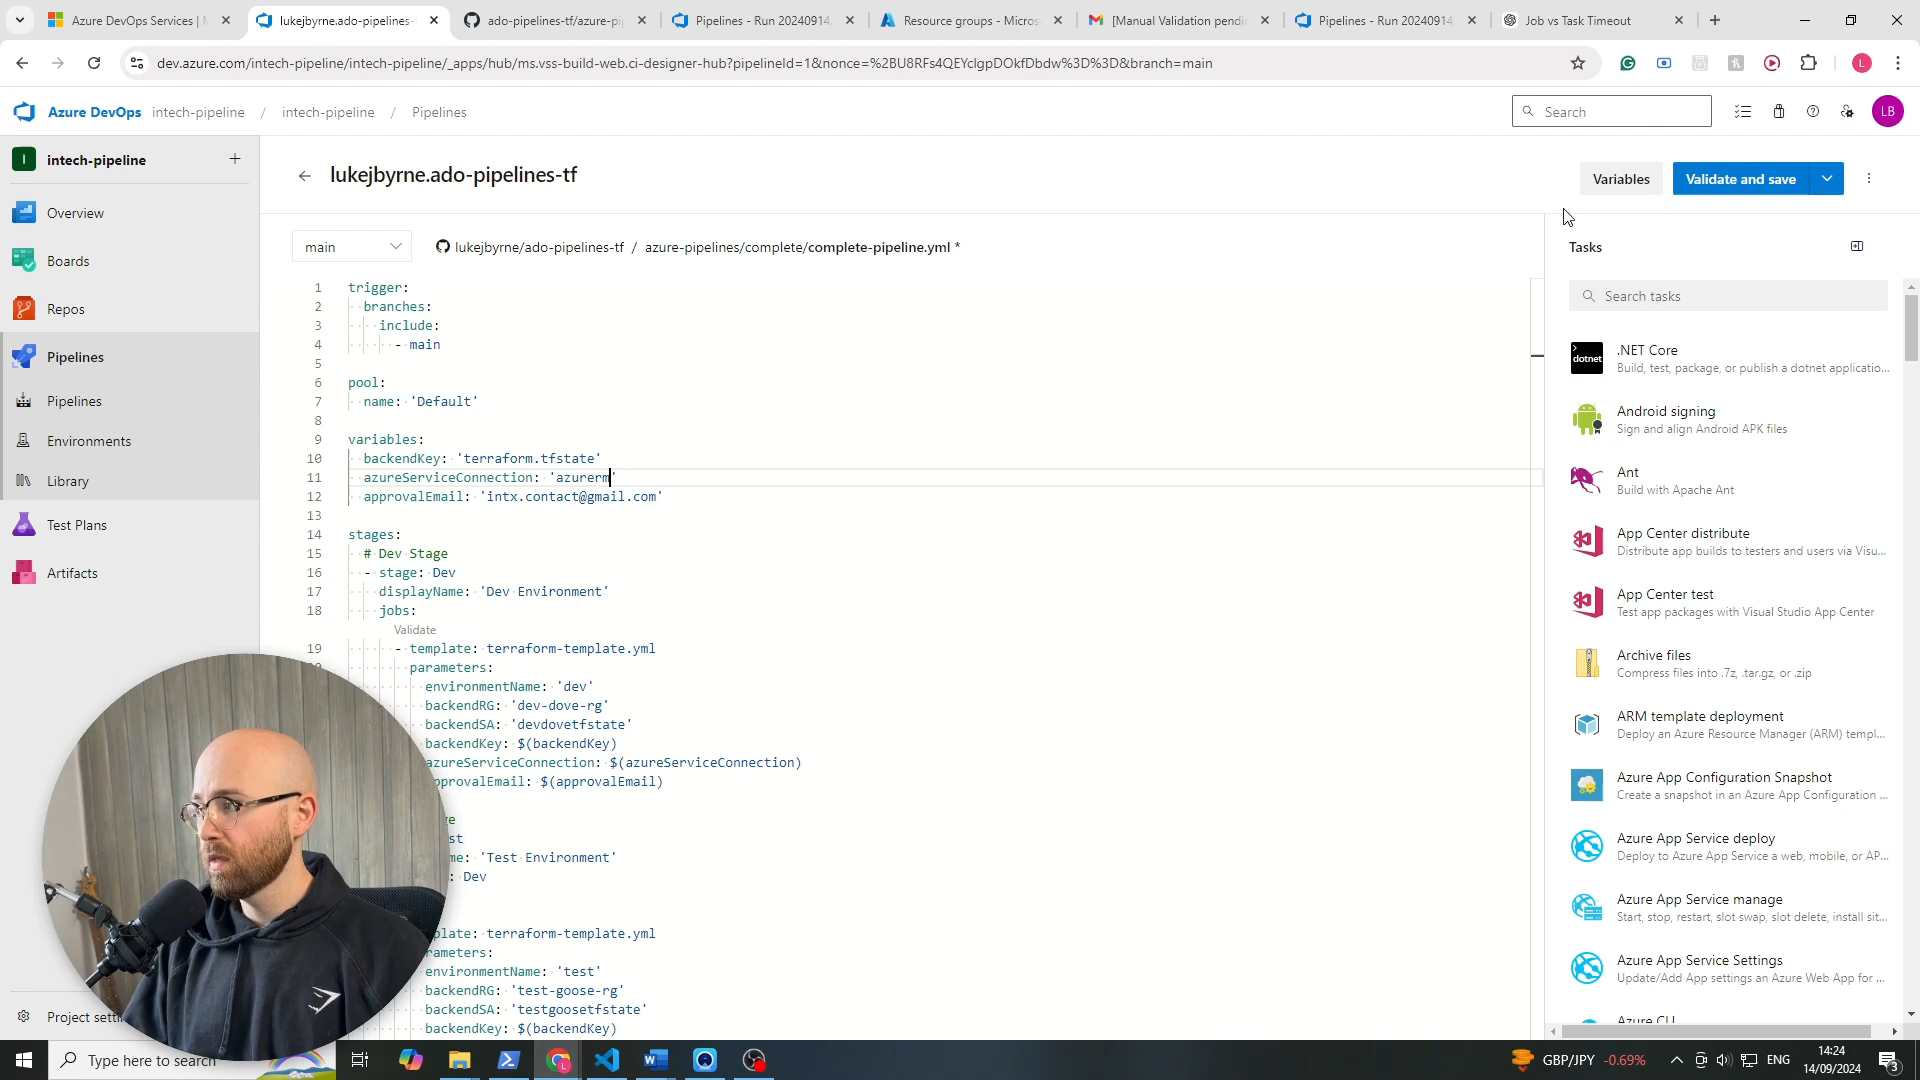 Azure DevOps Services | M
lukejbyrne.ado-pipelines-
ado-pipelines-tf/azure-pip
Pipelines - Run 20240914.
Resource groups - Micros
[Manual Validation pendi
Pipelines - Run 20240914
Job vs Task Timeout
dev.azure.com/intech-pipeline/intech-pipeline/_apps/hub/ms.vss-build-web.ci-designer-hub?pipelineId=1&nonce=%2BU8RFs4QEYclgpDOkfDbdw%3D%3D&branch=main
L
Azure DevOps intech-pipeline / intech-pipeline / Pipelines
Search
LB
I intech-pipeline
Overview
Boards
Repos
Pipelines
Pipelines
Environments
Library
Test Plans
Artifacts
Project setti
lukejbyrne.ado-pipelines-tf
Variables
Validate and save
main
lukejbyrne/ado-pipelines-tf / azure-pipelines/complete/complete-pipeline.yml *
1 trigger:
2 branches:
3 include:
4 - main
5
6 pool:
7 name: 'Default'
8
9 variables:
10 backendKey: 'terraform.tfstate'
11 azureServiceConnection: 'azurerm'
12 approvalEmail: 'intx.contact@gmail.com'
13
14 stages:
15 # Dev Stage
16 - stage: Dev
17 displayName: 'Dev Environment'
18 jobs:
Validate
19 - template: terraform-template.yml
parameters:
environmentName: 'dev'
backendRG: 'dev-dove-rg'
backendSA: 'devdovetfstate'
backendKey: $(backendKey)
azureServiceConnection: $(azureServiceConnection)
pprovalEmail: $(approvalEmail)
ge
st
me: 'Test Environment'
: Dev
plate: terraform-template.yml
rameters:
environmentName: 'test'
backendRG: 'test-goose-rg'
backendSA: 'testgoosetfstate'
backendKey: $(backendKey)
Tasks
Search tasks
dotnet
.NET Core
Build, test, package, or publish a dotnet applicatio...
Android signing
Sign and align Android APK files
Ant
Build with Apache Ant
App Center distribute
Distribute app builds to testers and users via Visu...
App Center test
Test app packages with Visual Studio App Center
Archive files
Compress files into .7z, .tar.gz, or .zip
ARM template deployment
Deploy an Azure Resource Manager (ARM) templ...
Azure App Configuration Snapshot
Create a snapshot in an Azure App Configuration ...
Azure App Service deploy
Deploy to Azure App Service a web, mobile, or AP...
Azure App Service manage
Start, stop, restart, slot swap, slot delete, install sit...
Azure App Service Settings
Update/Add App settings an Azure Web App for ...
Azure CLI
Type here to search
GBP/JPY -0.69%
ENG
14:24
14/09/2024
3